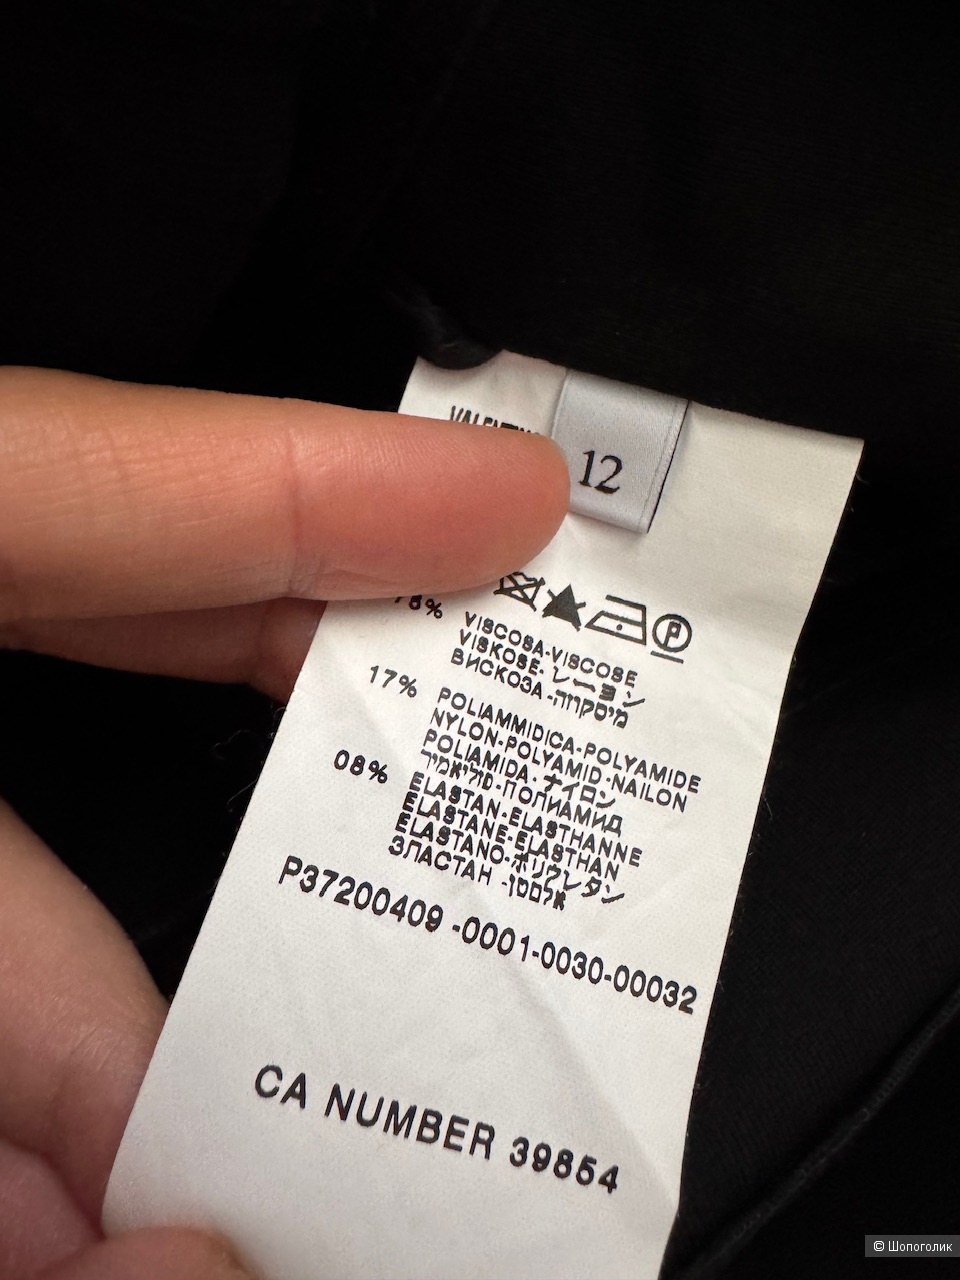 12
P
VISCOSA-VISCOSE
VISKOSE-レーヨン
ВИСКОЗА-מיסקוזה
17% POLIAMMIDICA-POLYAMIDE
NYLON-POLYAMID-NAILON
POLIAMIDA-ナイロン
פוליאמיד-ПОЛИАМИД
08% ELASTAN-ELASTHANNE
ELASTANE-ELASTHAN
ELASTANO-ポリウレタン
ЭЛАСТАН-אלסטן
P37200409 -0001-0030-00032
CA NUMBER 39854
© Шопоголик